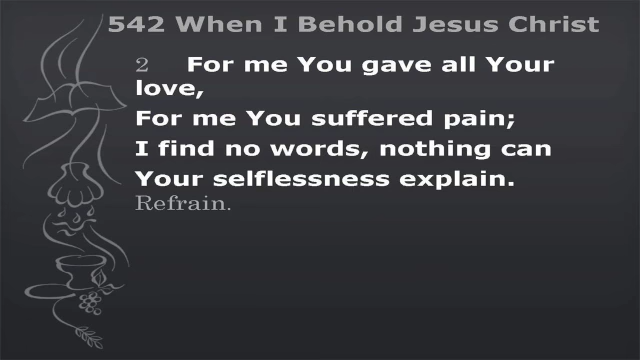 542 When I Behold Jesus Christ
2 For me You gave all Your
love,
For me You suffered pain;
I find no words, nothing can
Your selflessness explain.
Refrain.